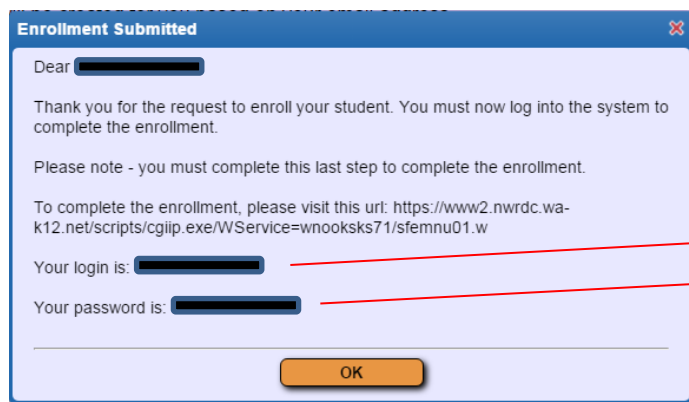 Enrollment Submitted
Dear
Thank you for the request to enroll your student. You must now log into the system to
complete the enrollment.
Please note - you must complete this last step to complete the enrollment.
To complete the enrollment, please visit this url: https://www2.nwrdc.wa-
k12.net/scripts/cgiip.exe/WService=wnooksks71/sfemnu01.w
Your login is:
Your password is:
OK